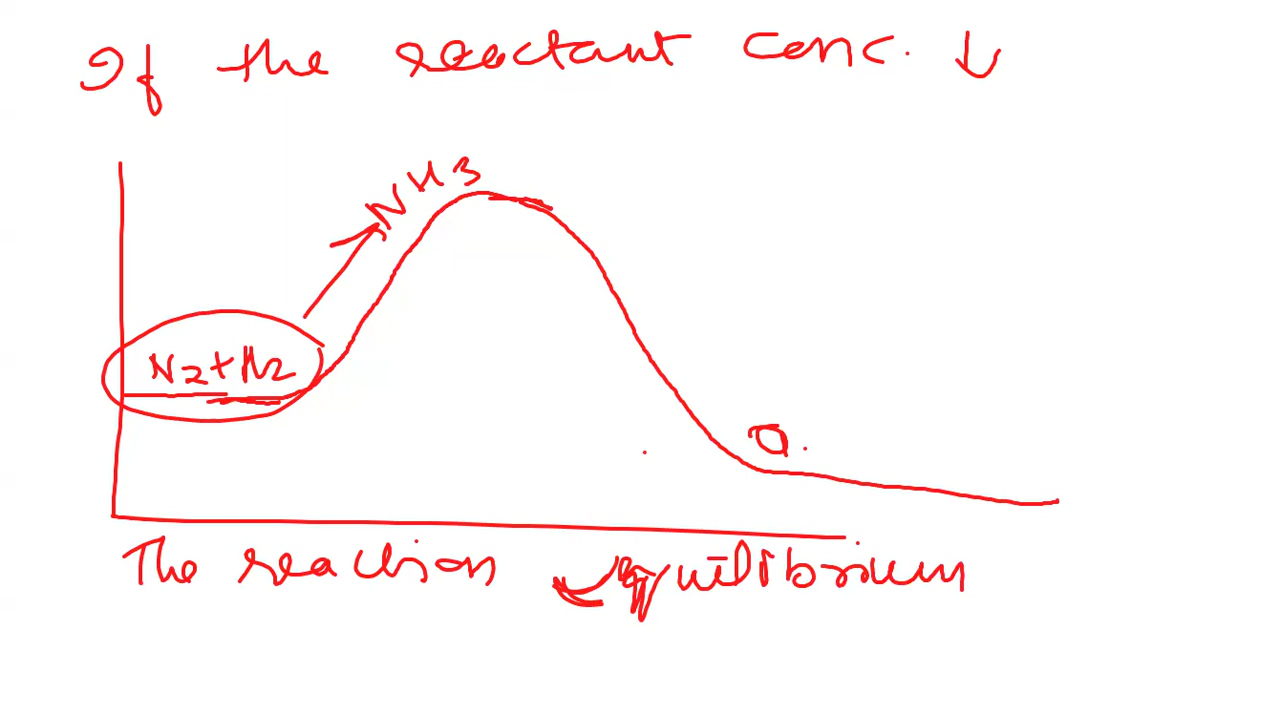 If the reactant conc. ↓
NH3
N2+H2
The reaction ← equilibrium